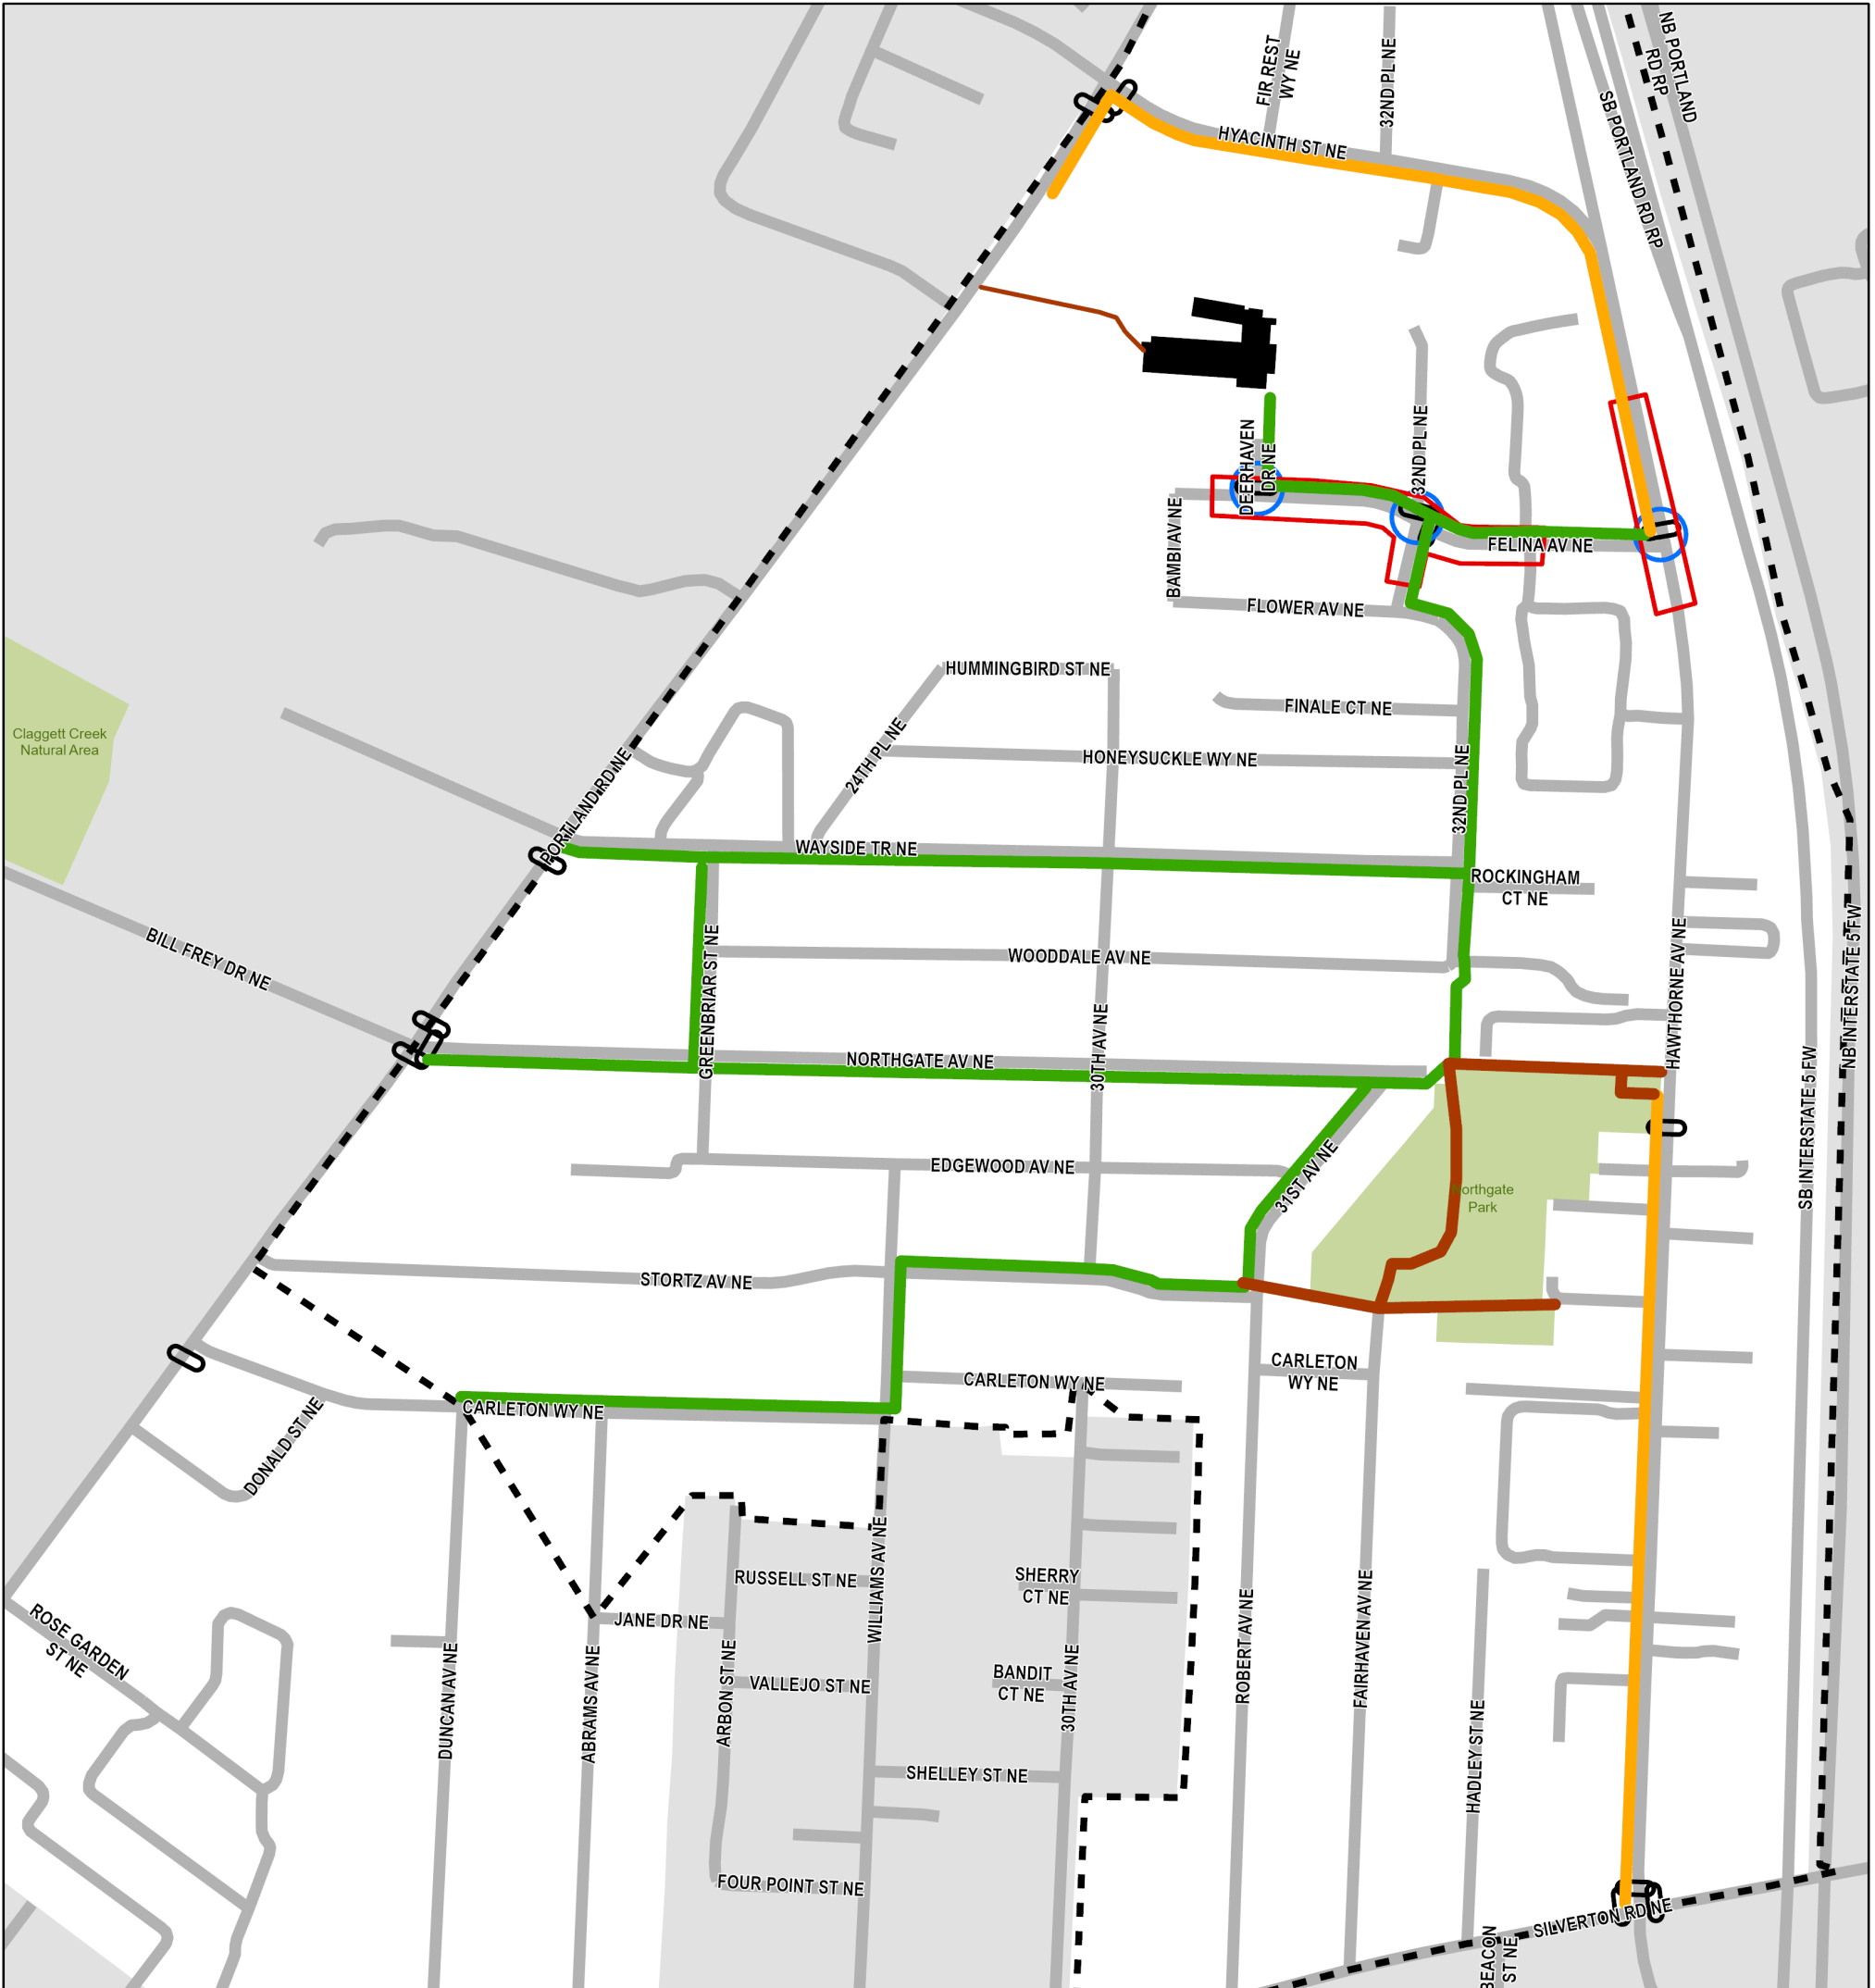 NB PORTLAND
RD RP
FIR REST
WY NE
32ND PL NE
SB PORTLAND RD RP
HYACINTH ST NE
DEERHAVEN
DR NE
32ND PL NE
BAMBI AV NE
FELINA AV NE
FLOWER AV NE
HUMMINGBIRD ST NE
FINALE CT NE
24TH PL NE
HONEYSUCKLE WY NE
Claggett Creek
Natural Area
PORTLAND RD NE
32ND PL NE
WAYSIDE TR NE
ROCKINGHAM
CT NE
BILL FREY DR NE
GREENBRIAR ST NE
WOODDALE AV NE
HAWTHORNE AV NE
NB INTERSTATE 5 FW
30TH AV NE
NORTHGATE AV NE
SB INTERSTATE 5 FW
EDGEWOOD AV NE
31ST AV NE
orthgate
Park
STORTZ AV NE
CARLETON
WY NE
CARLETON WY NE
CARLETON WY NE
DONALD ST NE
RUSSELL ST NE
WILLIAMS AV NE
SHERRY
CT NE
ROSE GARDEN
ST NE
JANE DR NE
DUNCAN AV NE
ABRAMS AV NE
ARBON ST NE
VALLEJO ST NE
BANDIT
CT NE
30TH AV NE
ROBERT AV NE
FAIRHAVEN AV NE
HADLEY ST NE
SHELLEY ST NE
FOUR POINT ST NE
SILVERTON RD NE
BEACON
ST NE